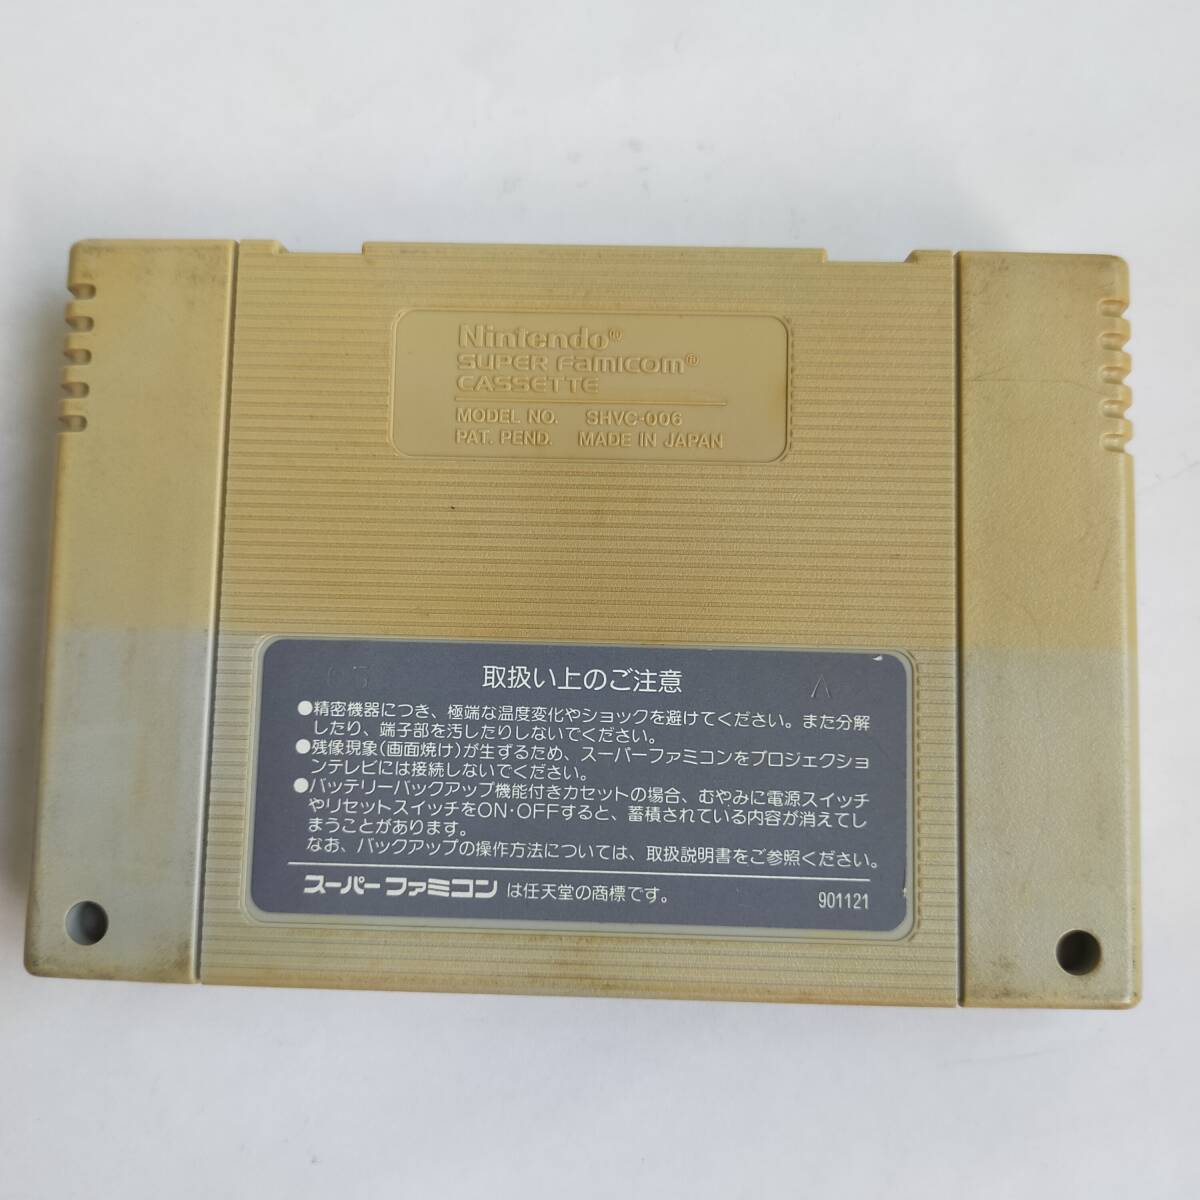 Nintendo®
SUPER FAMICOM®
CASSETTE
MODEL NO. SHVC-006
PAT. PEND. MADE IN JAPAN
取扱い上のご注意
A
●精密機器につき、極端な温度変化やショックを避けてください。また分解
したり、端子部を汚したりしないでください。
●残像現象(画面焼け)が生ずるため、スーパーファミコンをプロジェクショ
ンテレビには接続しないでください。
●バッテリーバックアップ機能付きカセットの場合、むやみに電源スイッチ
やリセットスイッチをON・OFFすると、蓄積されている内容が消えてし
まうことがあります。
なお、バックアップの操作方法については、取扱説明書をご参照ください。
スーパーファミコン は任天堂の商標です。
901121